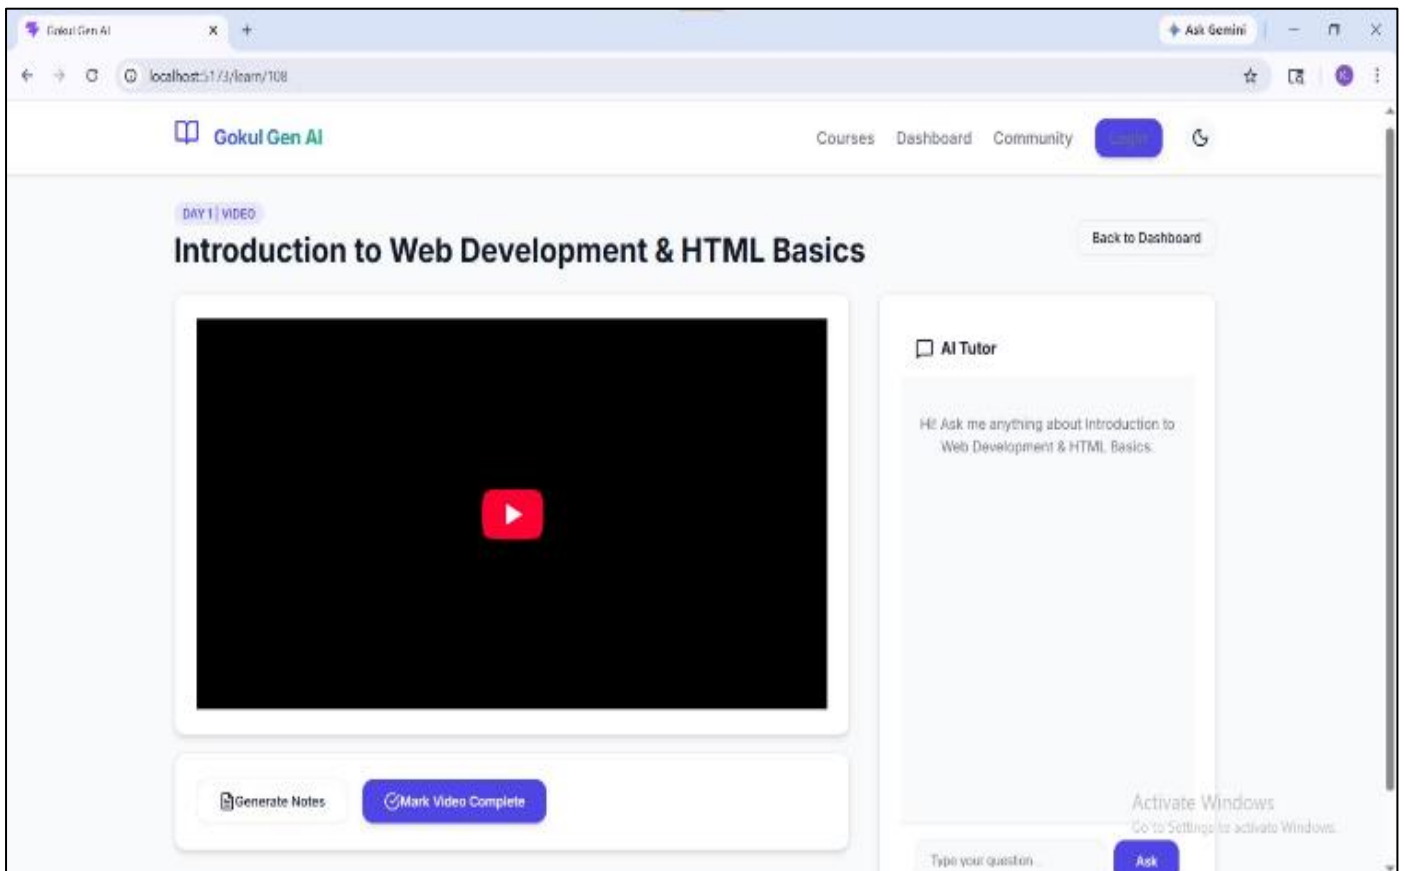 Gokul Gen AI
Ask Gemini
localhost:5173/learn/108
Gokul Gen AI
Courses Dashboard Community Login
DAY 1 | VIDEO
Introduction to Web Development & HTML Basics
Back to Dashboard
AI Tutor
Hi! Ask me anything about Introduction to
Web Development & HTML Basics.
Generate Notes
Mark Video Complete
Activate Windows
Go to Settings to activate Windows.
Type your question...
Ask